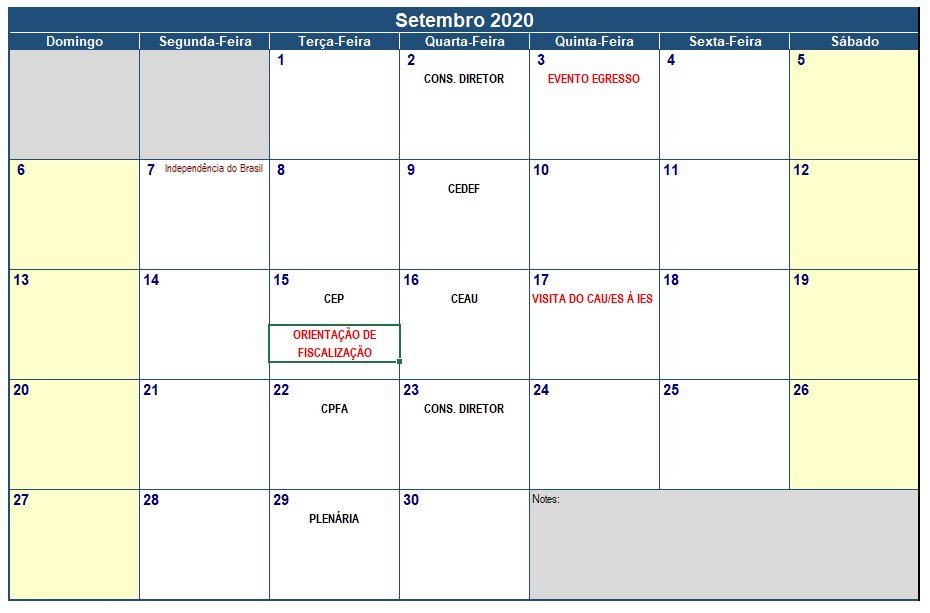 Setembro 2020
Domingo Segunda-Feira Terça-Feira Quarta-Feira Quinta-Feira Sexta-Feira Sábado
1 2 3 4 5
CONS. DIRETOR EVENTO EGRESSO
6 7 Independência do Brasil 8 9 10 11 12
CEDEF
13 14 15 16 17 18 19
CEP CEAU VISITA DO CAU/ES À IES
ORIENTAÇÃO DE
FISCALIZAÇÃO
20 21 22 23 24 25 26
CPFA CONS. DIRETOR
27 28 29 30 Notes:
PLENÁRIA